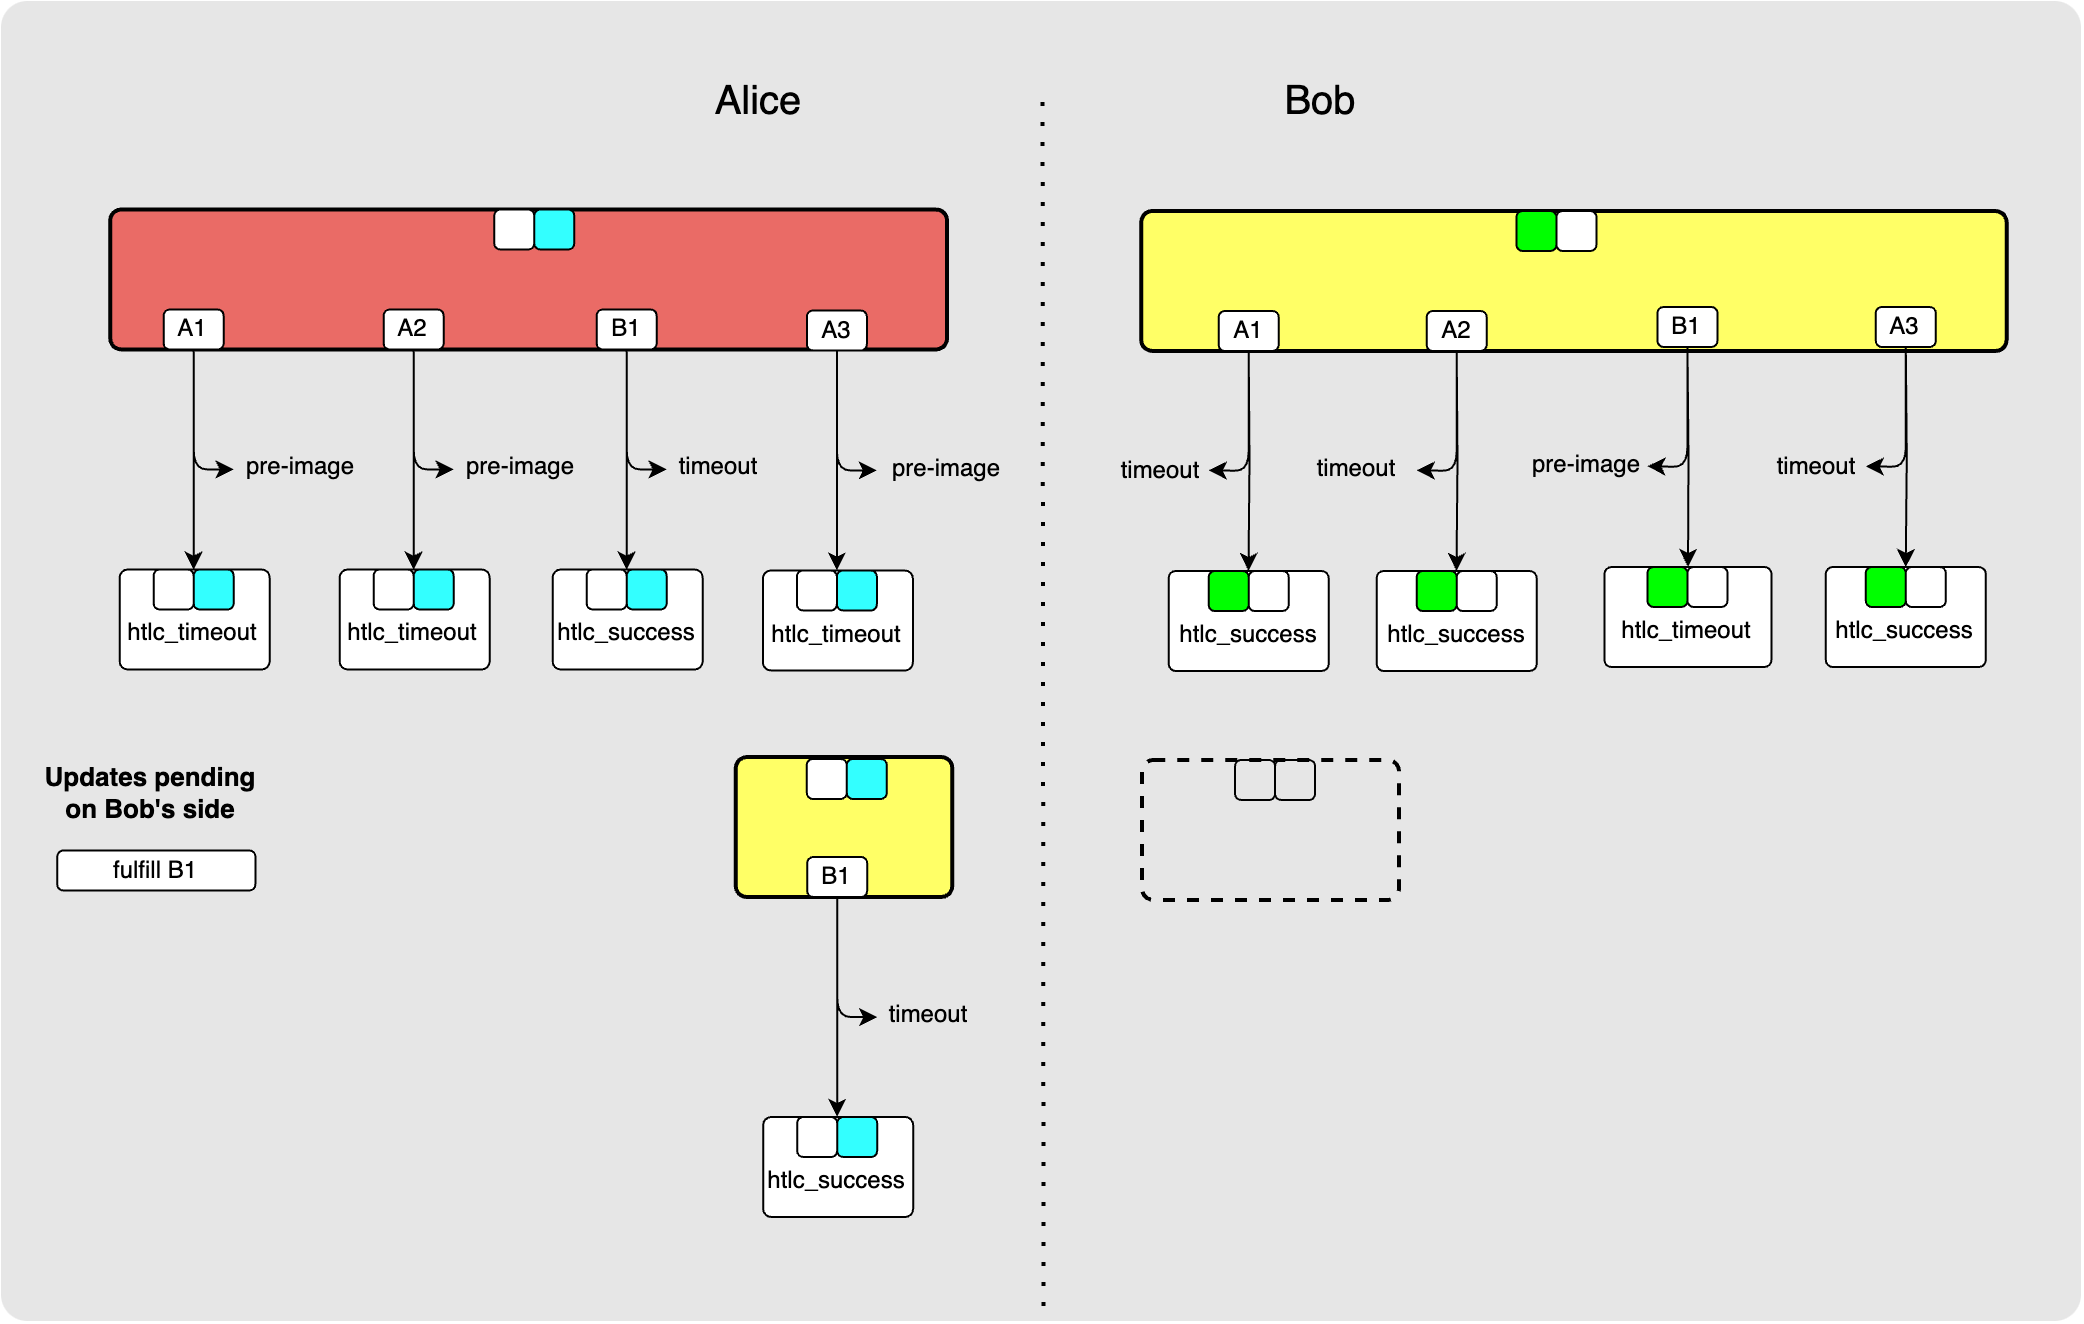 Alice
Bob
A1
A2
B1
A3
A1
A2
B1
A3
pre-image
pre-image
timeout
pre-image
timeout
timeout
pre-image
timeout
htlc_timeout
htlc_timeout
htlc_success
htlc_timeout
htlc_success
htlc_success
htlc_timeout
htlc_success
Updates pending
on Bob's side
fulfill B1
B1
timeout
htlc_success